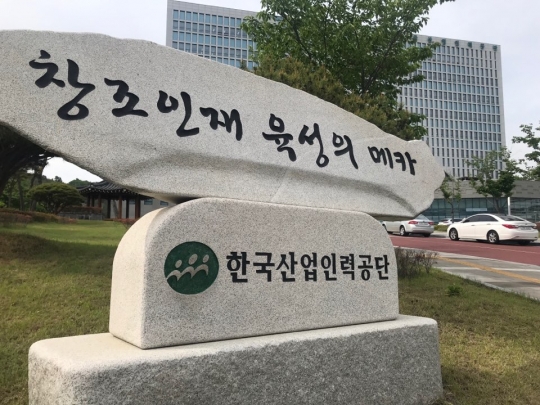 창조인재 육성의 메카
한국산업인력공단